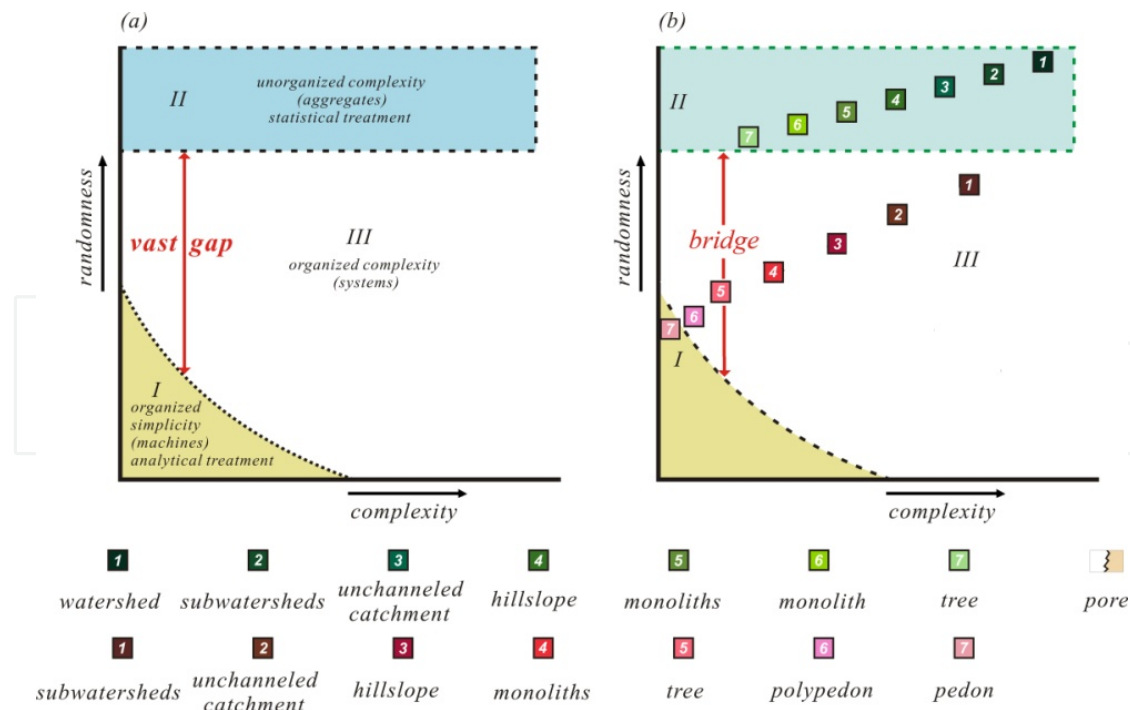 (a)
II
unorganized complexity
(aggregates)
statistical treatment
randomness
vast gap
III
organized complexity
(systems)
I
organized
simplicity
(machines)
analytical treatment
complexity
(b)
II
1
2
3
4
5
6
7
randomness
bridge
1
2
3
4
5
6
7
III
I
complexity
1
watershed
2
subwatersheds
3
unchanneled
catchment
4
hillslope
5
monoliths
6
monolith
7
tree
pore
1
subwatersheds
2
unchanneled
catchment
3
hillslope
4
monoliths
5
tree
6
polypedon
7
pedon